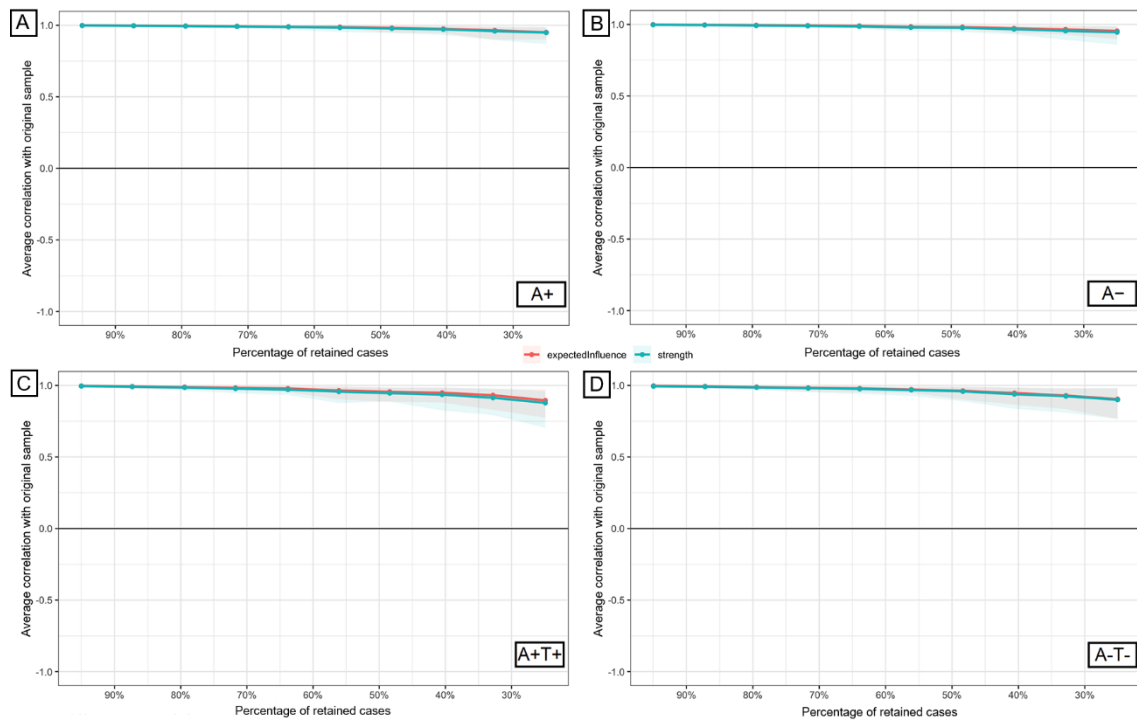 A
1.0
0.5
0.0
-0.5
-1.0
Average correlation with original sample
A+
90% 80% 70% 60% 50% 40% 30%
Percentage of retained cases
B
1.0
0.5
0.0
-0.5
-1.0
Average correlation with original sample
A−
90% 80% 70% 60% 50% 40% 30%
Percentage of retained cases
expectedInfluence strength
C
1.0
0.5
0.0
-0.5
-1.0
Average correlation with original sample
A+T+
90% 80% 70% 60% 50% 40% 30%
Percentage of retained cases
D
1.0
0.5
0.0
-0.5
-1.0
Average correlation with original sample
A-T-
90% 80% 70% 60% 50% 40% 30%
Percentage of retained cases